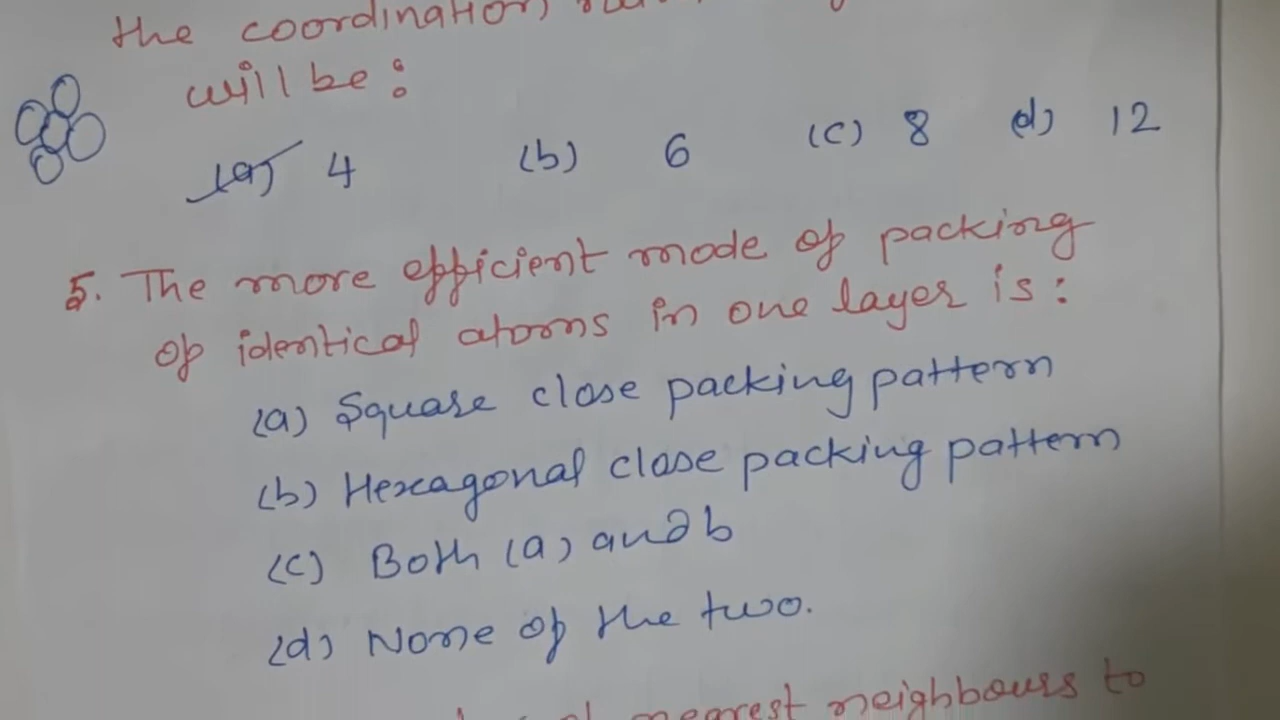 the coordination
will be :
(a) 4 (b) 6 (c) 8 d) 12
5. The more efficient mode of packing
of identical atoms in one layer is :
(a) Square close packing pattern
(b) Hexagonal close packing pattern
(c) Both (a) and b
(d) None of the two.
nearest neighbours to